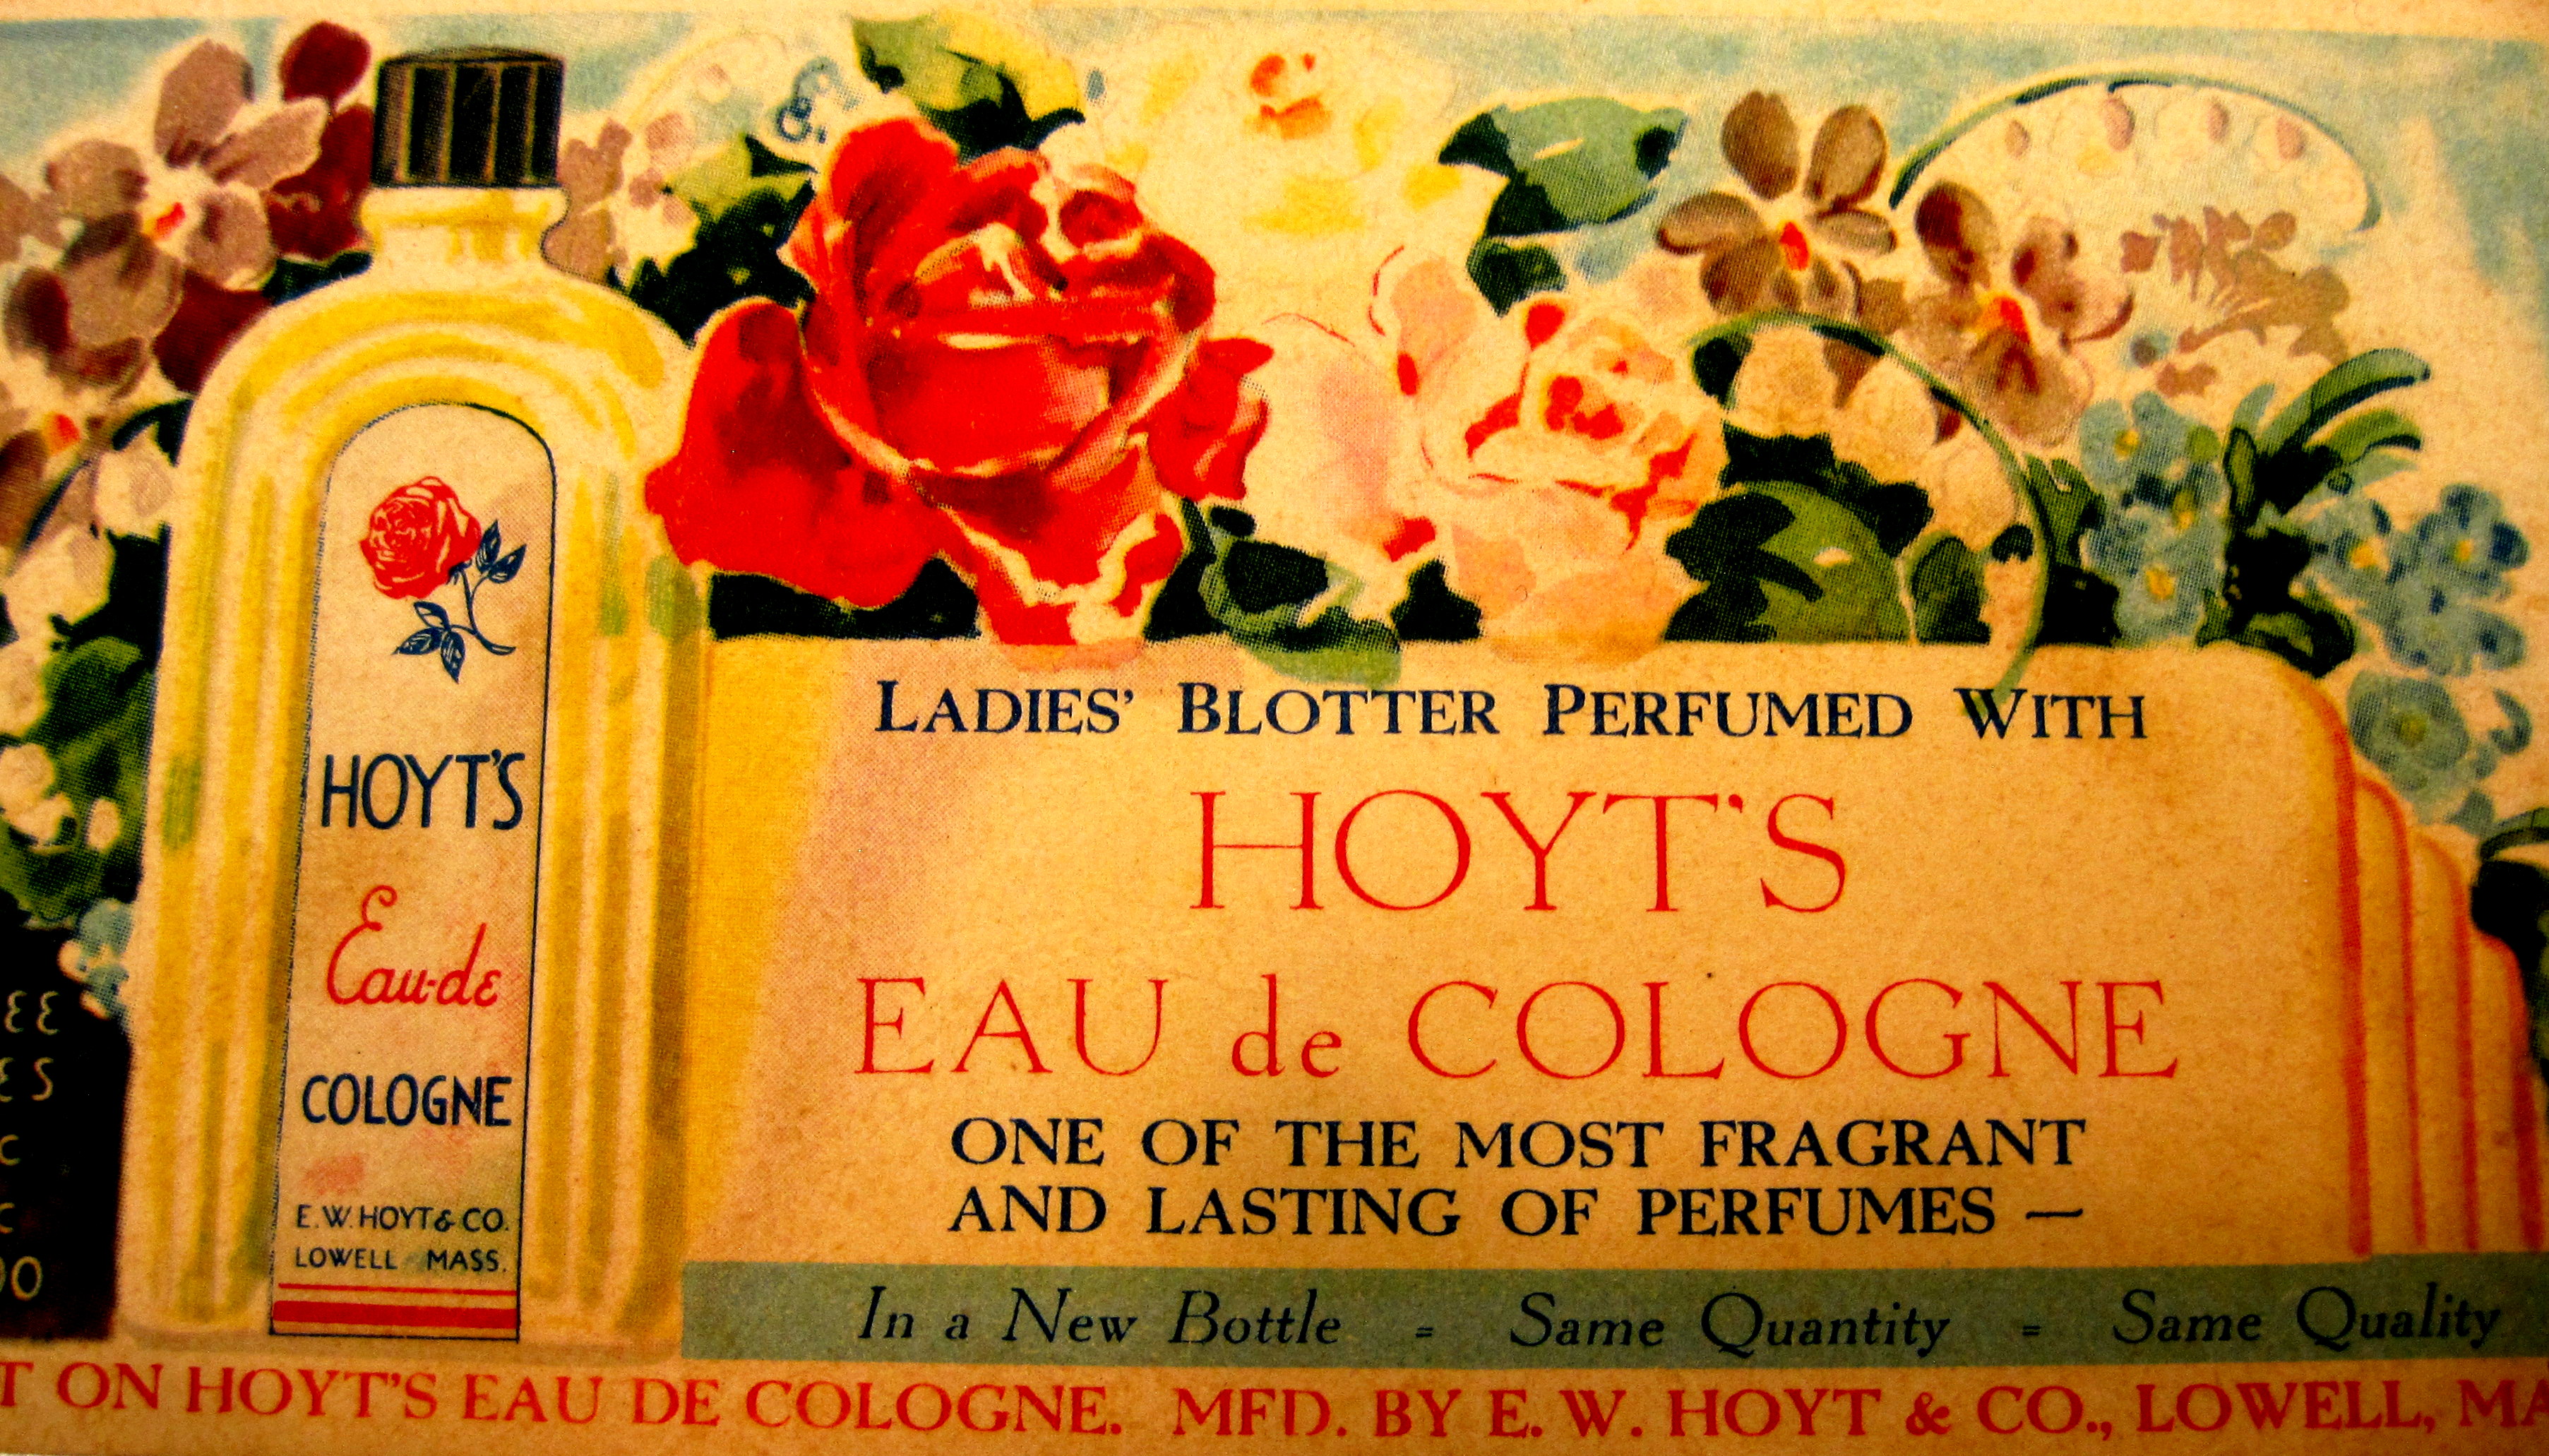 HOYT'S
Eau-de
COLOGNE
E.W. HOYT & CO.
LOWELL MASS.
LADIES' BLOTTER PERFUMED WITH
HOYT'S
EAU de COLOGNE
ONE OF THE MOST FRAGRANT
AND LASTING OF PERFUMES —
In a New Bottle = Same Quantity = Same Quality
ON HOYT'S EAU DE COLOGNE. MFD. BY E. W. HOYT & CO., LOWELL,